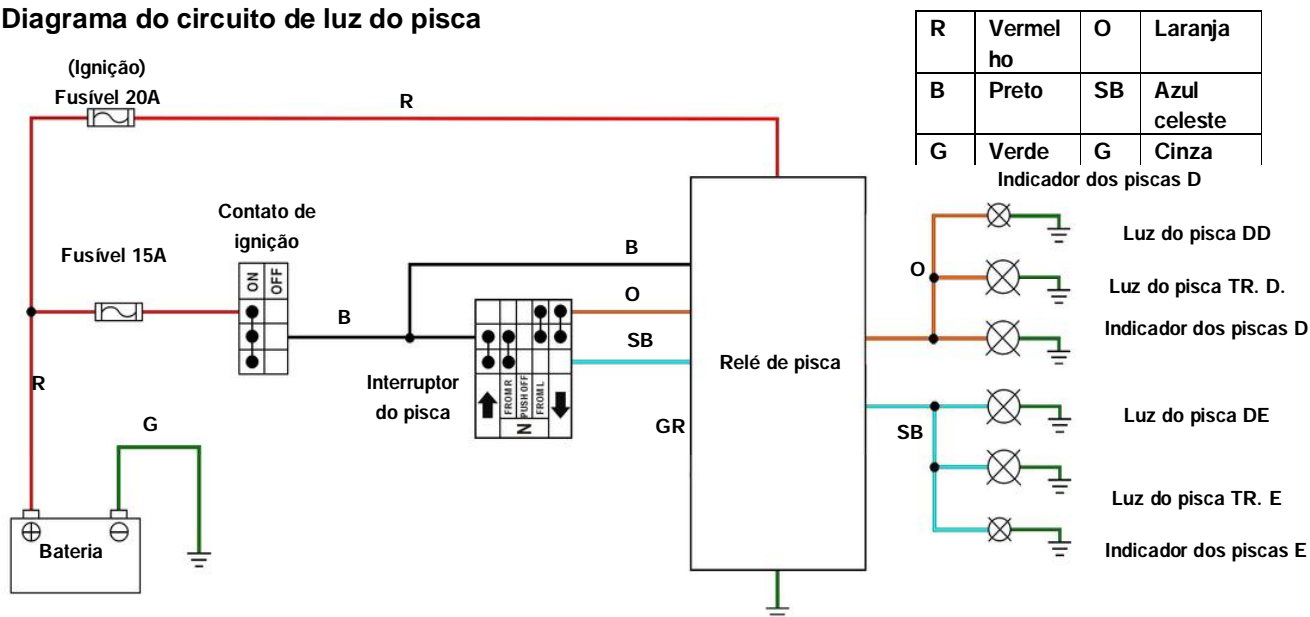 Diagrama do circuito de luz do pisca
R Vermel O Laranja
ho
B Preto SB Azul
celeste
G Verde G Cinza
(Ignição)
Fusível 20A
R
Indicador dos piscas D
Contato de
ignição
Fusível 15A
ON OFF
B
B
O
SB
Luz do pisca DD
O
Luz do pisca TR. D.
Indicador dos piscas D
Relé de pisca
Interruptor
do pisca
FROM R
PUSH OFF
FROM L
N
R
G
GR
SB
Luz do pisca DE
Luz do pisca TR. E
Indicador dos piscas E
Bateria